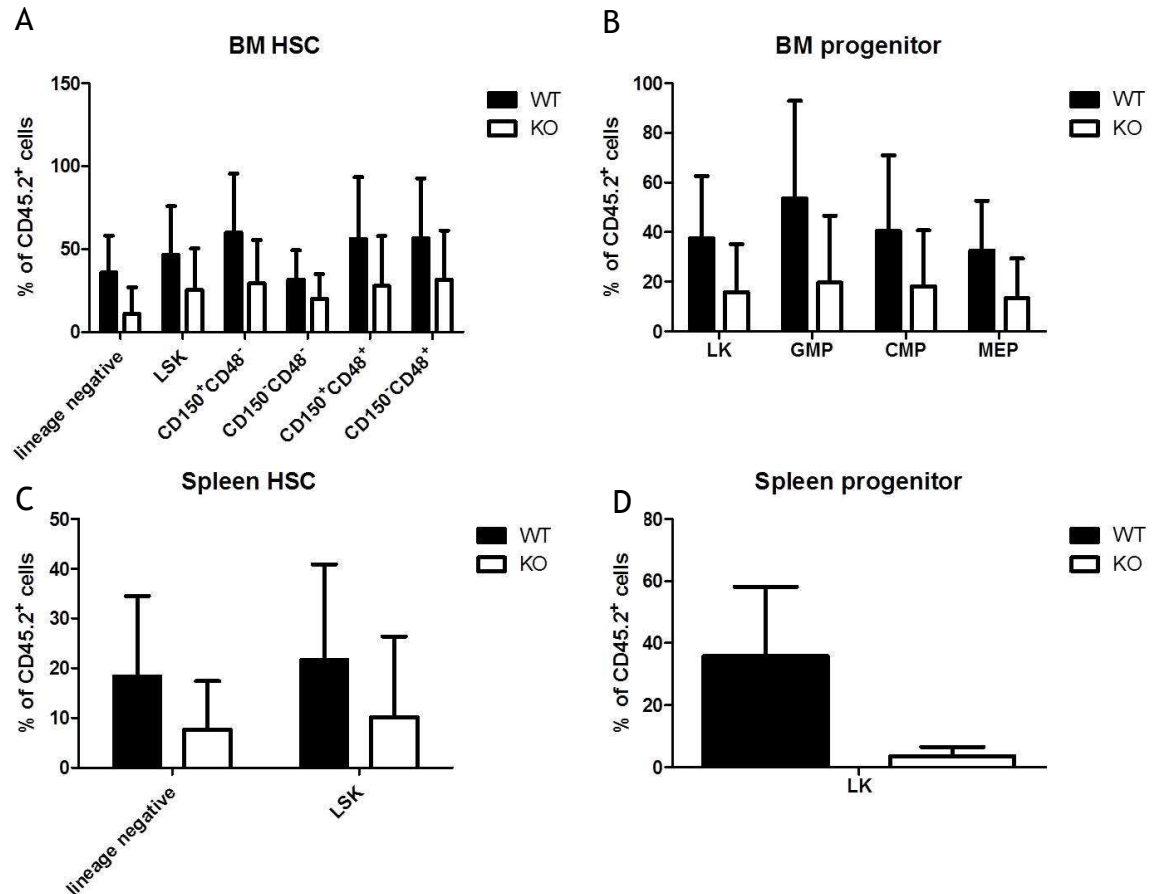 A
BM HSC
% of CD45.2⁺ cells
150
100
50
0
WT
KO
lineage negative
LSK
CD150⁺CD48⁻
CD150⁻CD48⁻
CD150⁺CD48⁺
CD150⁻CD48⁺
B
BM progenitor
% of CD45.2⁺ cells
100
80
60
40
20
0
WT
KO
LK
GMP
CMP
MEP
C
Spleen HSC
% of CD45.2⁺ cells
50
40
30
20
10
0
WT
KO
lineage negative
LSK
D
Spleen progenitor
% of CD45.2⁺ cells
80
60
40
20
0
WT
KO
LK